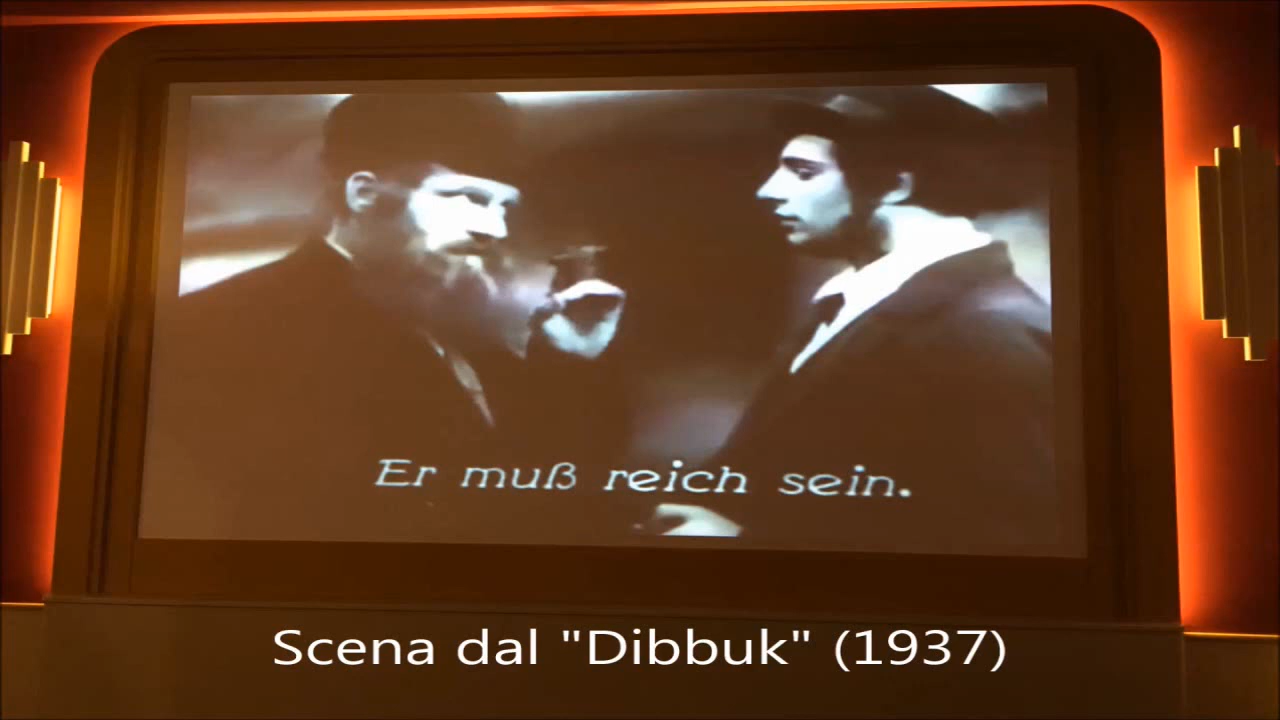 Er muß reich sein.
Scena dal "Dibbuk" (1937)